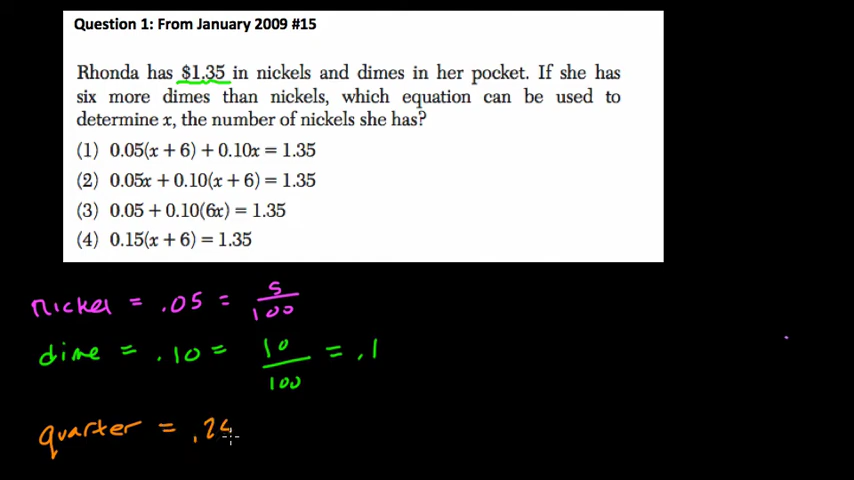 Question 1: From January 2009 #15
Rhonda has $1.35 in nickels and dimes in her pocket. If she has
six more dimes than nickels, which equation can be used to
determine x, the number of nickels she has?
(1) 0.05(x + 6) + 0.10x = 1.35
(2) 0.05x + 0.10(x + 6) = 1.35
(3) 0.05 + 0.10(6x) = 1.35
(4) 0.15(x + 6) = 1.35
nickel = .05 = 5/100
dime = .10 = 10/100 = .1
quarter = .2